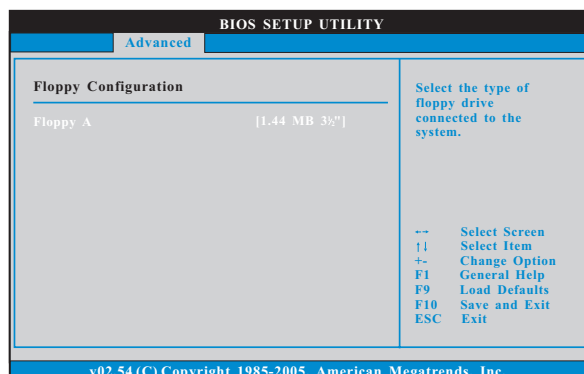 BIOS SETUP UTILITY
Advanced
Floppy Configuration
Floppy A [1.44 MB 3½"]
Select the type of
floppy drive
connected to the
system.
←→ Select Screen
↑↓ Select Item
+- Change Option
F1 General Help
F9 Load Defaults
F10 Save and Exit
ESC Exit
v02.54 (C) Copyright 1985-2005, American Megatrends, Inc.